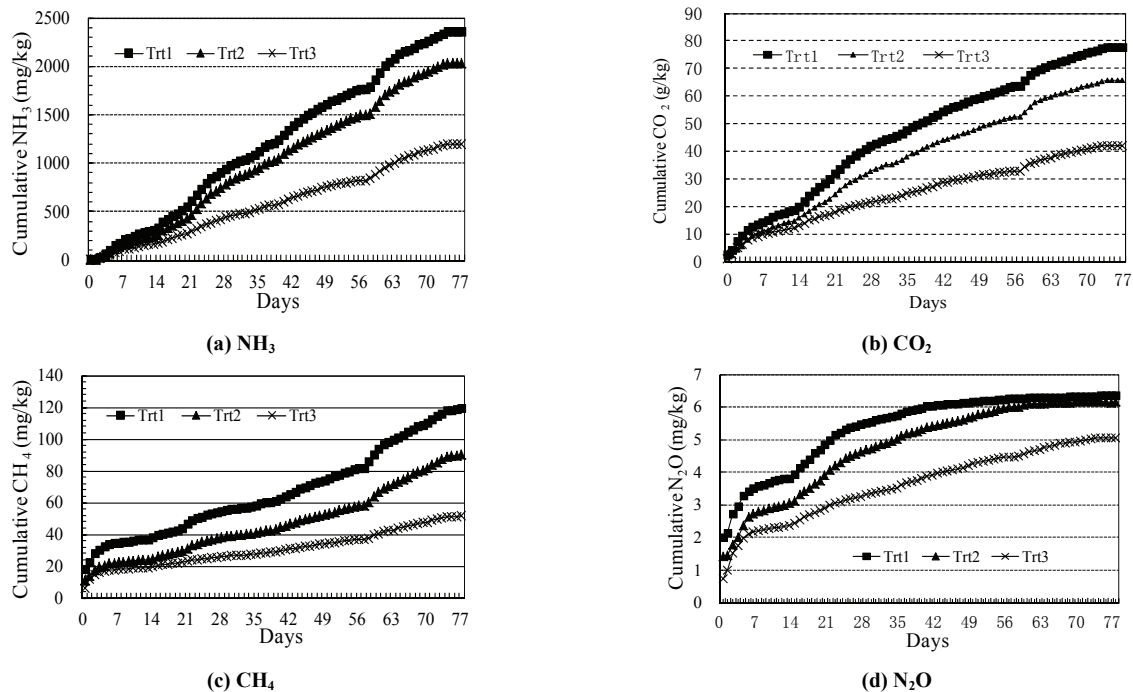 Cumulative NH3 (mg/kg)
2500
2000
1500
1000
500
0
Trt1 Trt2 Trt3
0 7 14 21 28 35 42 49 56 63 70 77
Days
(a) NH3
Cumulative CO2 (g/kg)
90
80
70
60
50
40
30
20
10
0
Trt1 Trt2 Trt3
0 7 14 21 28 35 42 49 56 63 70 77
Days
(b) CO2
Cumulative CH4 (mg/kg)
140
120
100
80
60
40
20
0
Trt1 Trt2 Trt3
0 7 14 21 28 35 42 49 56 63 70 77
Days
(c) CH4
Cumulative N2O (mg/kg)
7
6
5
4
3
2
1
0
Trt1 Trt2 Trt3
0 7 14 21 28 35 42 49 56 63 70 77
Days
(d) N2O